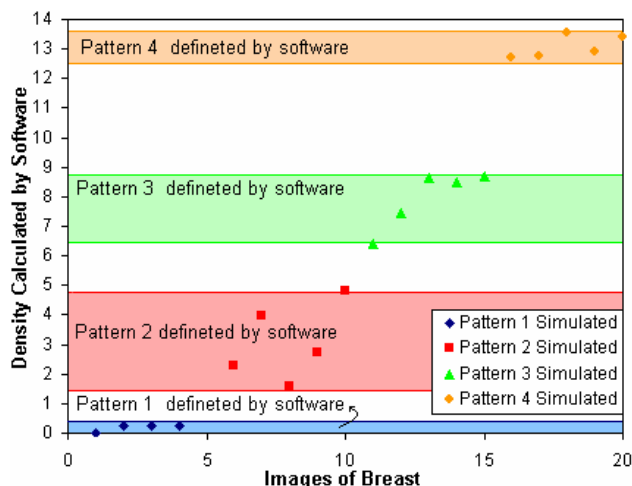 14
13
12
11
10
9
8
7
6
5
4
3
2
1
0
Density Calculated by Software
Pattern 4 defineted by software
Pattern 3 defineted by software
Pattern 2 defineted by software
Pattern 1 defineted by software
Pattern 1 Simulated
Pattern 2 Simulated
Pattern 3 Simulated
Pattern 4 Simulated
0 5 10 15 20
Images of Breast